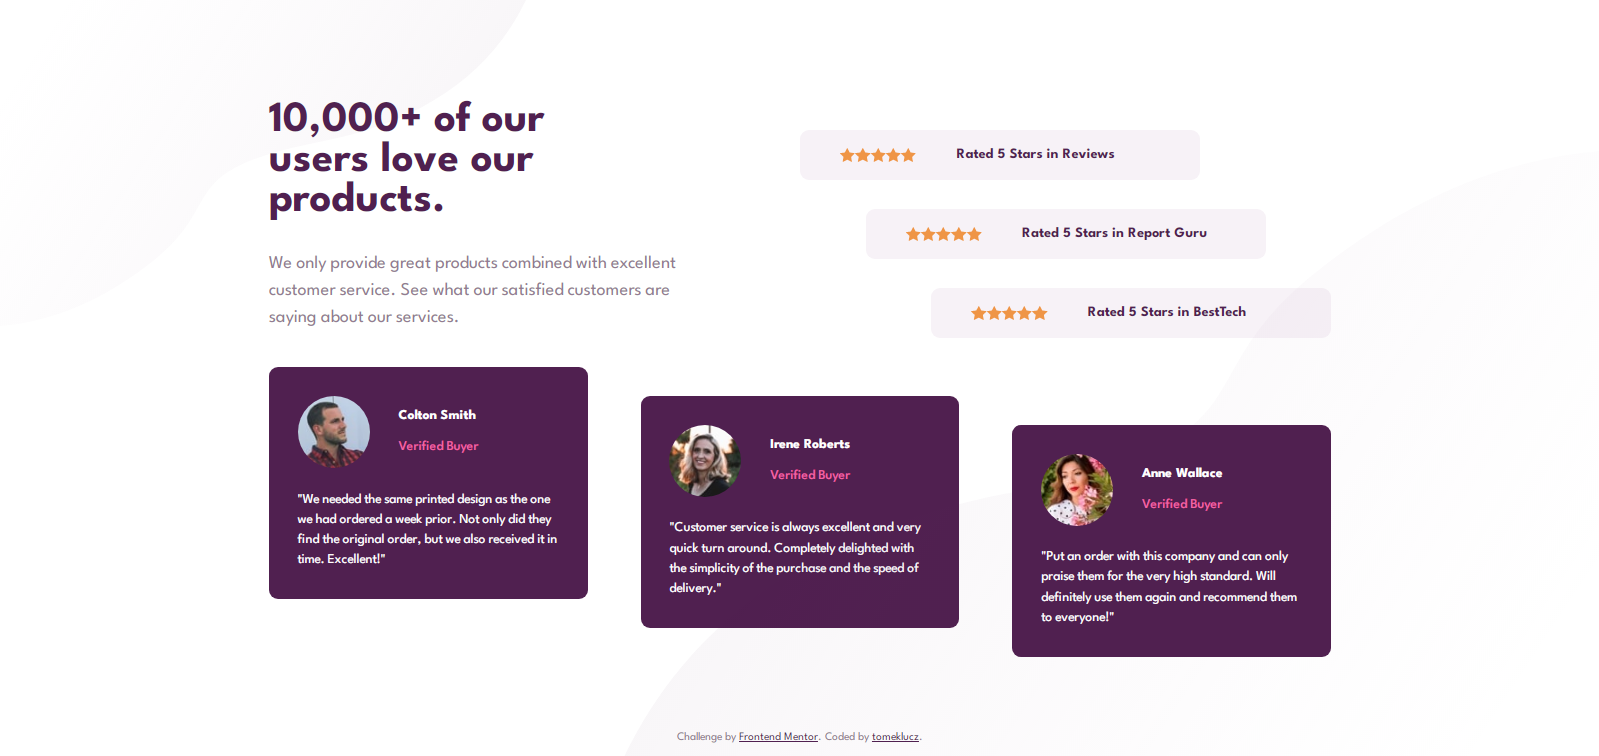 10,000+ of our
users love our
products.
We only provide great products combined with excellent
customer service. See what our satisfied customers are
saying about our services.
Rated 5 Stars in Reviews
Rated 5 Stars in Report Guru
Rated 5 Stars in BestTech
Colton Smith
Verified Buyer
"We needed the same printed design as the one
we had ordered a week prior. Not only did they
find the original order, but we also received it in
time. Excellent!"
Irene Roberts
Verified Buyer
"Customer service is always excellent and very
quick turn around. Completely delighted with
the simplicity of the purchase and the speed of
delivery."
Anne Wallace
Verified Buyer
"Put an order with this company and can only
praise them for the very high standard. Will
definitely use them again and recommend them
to everyone!"
Challenge by Frontend Mentor. Coded by tomeklucz.